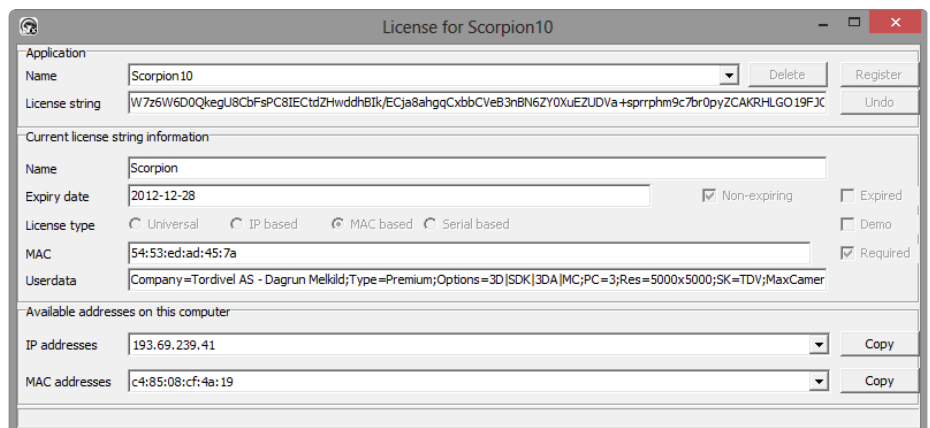 License for Scorpion10
Application
Name Scorpion10 Delete Register
License string W7z6W6D0QkegU8CbFsPC8IECtdZHwddhBIk/ECja8ahgqCxbbCVeB3nBN6ZY0XuEZUDVa+sprrphm9c7br0pyZCAKRHLGO19FJC Undo
Current license string information
Name Scorpion
Expiry date 2012-12-28 Non-expiring Expired
License type Universal IP based MAC based Serial based Demo
MAC 54:53:ed:ad:45:7a Required
Userdata Company=Tordivel AS - Dagrun Melkild;Type=Premium;Options=3D|SDK|3DA|MC;PC=3;Res=5000x5000;SK=TDV;MaxCamer
Available addresses on this computer
IP addresses 193.69.239.41 Copy
MAC addresses c4:85:08:cf:4a:19 Copy